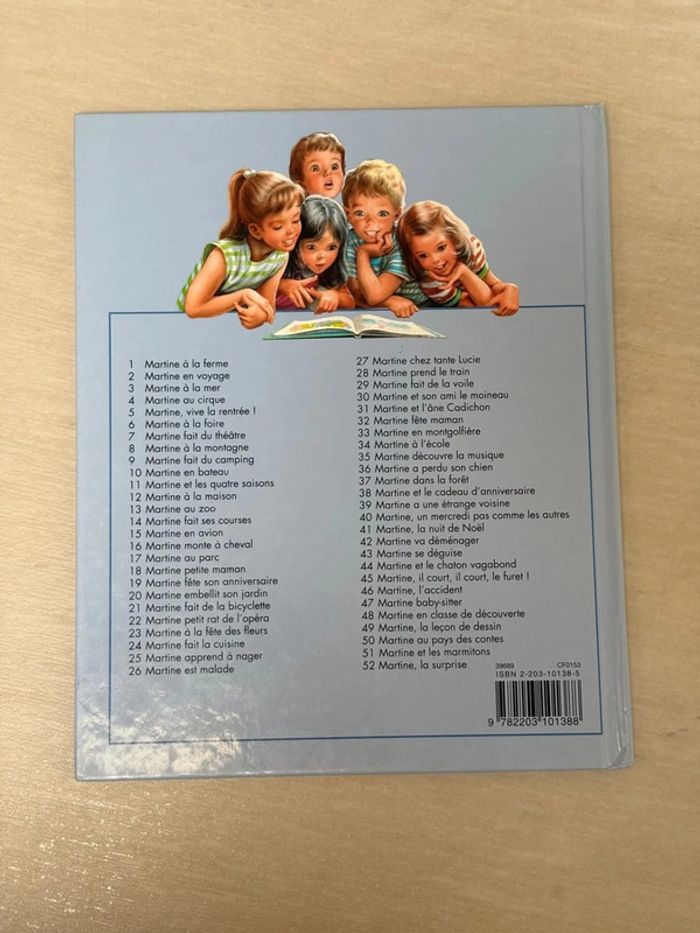 1 Martine à la ferme
2 Martine en voyage
3 Martine à la mer
4 Martine au cirque
5 Martine, vive la rentrée !
6 Martine à la foire
7 Martine fait du théâtre
8 Martine à la montagne
9 Martine fait du camping
10 Martine en bateau
11 Martine et les quatre saisons
12 Martine à la maison
13 Martine au zoo
14 Martine fait ses courses
15 Martine en avion
16 Martine monte à cheval
17 Martine au parc
18 Martine petite maman
19 Martine fête son anniversaire
20 Martine embellit son jardin
21 Martine fait de la bicyclette
22 Martine petit rat de l'opéra
23 Martine à la fête des fleurs
24 Martine fait la cuisine
25 Martine apprend à nager
26 Martine est malade
27 Martine chez tante Lucie
28 Martine prend le train
29 Martine fait de la voile
30 Martine et son ami le moineau
31 Martine et l'âne Cadichon
32 Martine fête maman
33 Martine en montgolfière
34 Martine à l'école
35 Martine découvre la musique
36 Martine a perdu son chien
37 Martine dans la forêt
38 Martine et le cadeau d'anniversaire
39 Martine a une étrange voisine
40 Martine, un mercredi pas comme les autres
41 Martine, la nuit de Noël
42 Martine va déménager
43 Martine se déguise
44 Martine et le chaton vagabond
45 Martine, il court, il court, le furet !
46 Martine, l'accident
47 Martine baby-sitter
48 Martine en classe de découverte
49 Martine, la leçon de dessin
50 Martine au pays des contes
51 Martine et les marmitons
52 Martine, la surprise
39689 CF0153
ISBN 2-203-10138-5
9 782203 101388